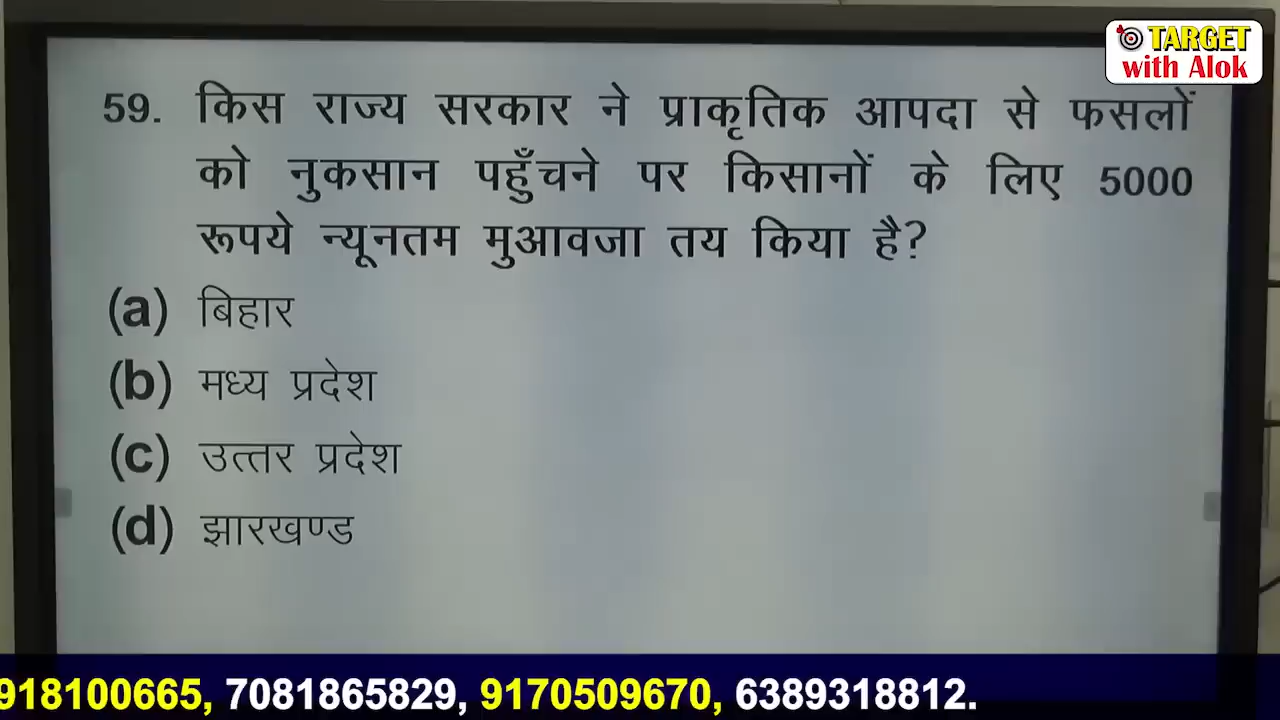 TARGET
with Alok
59. किस राज्य सरकार ने प्राकृतिक आपदा से फसलों
को नुकसान पहुँचने पर किसानों के लिए 5000
रूपये न्यूनतम मुआवजा तय किया है?
(a) बिहार
(b) मध्य प्रदेश
(c) उत्तर प्रदेश
(d) झारखण्ड
918100665, 7081865829, 9170509670, 6389318812.